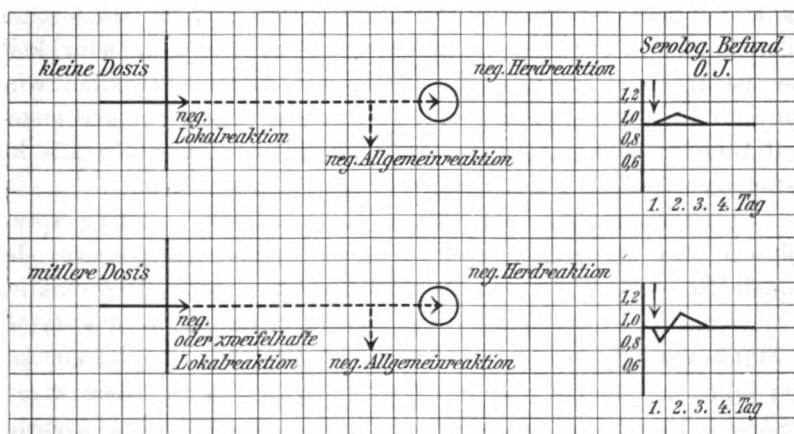 Serolog. Befund
O. J.
kleine Dosis
neg. Herdreaktion
neg.
Lokalreaktion
neg. Allgemeinreaktion
1,2
1,0
0,8
0,6
1. 2. 3. 4. Tag
mittlere Dosis
neg. Herdreaktion
neg.
oder zweifelhafte
Lokalreaktion
neg. Allgemeinreaktion
1,2
1,0
0,8
0,6
1. 2. 3. 4. Tag